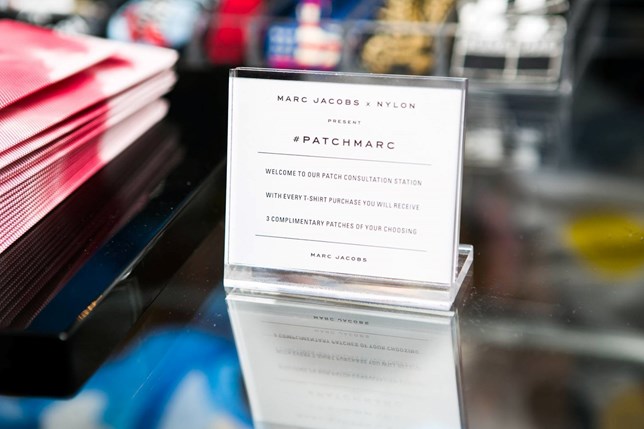 MARC JACOBS x NYLON
PRESENT
#PATCHMARC
WELCOME TO OUR PATCH CONSULTATION STATION
WITH EVERY T-SHIRT PURCHASE YOU WILL RECEIVE
3 COMPLIMENTARY PATCHES OF YOUR CHOOSING
MARC JACOBS